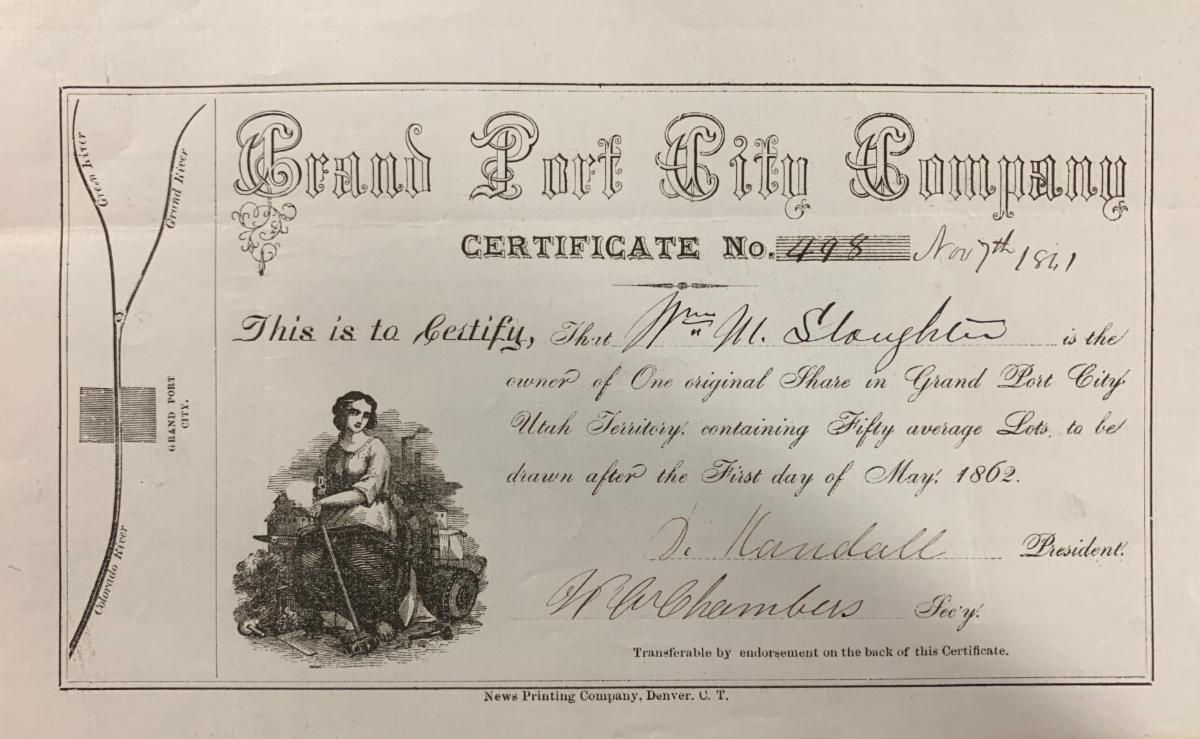 Grand Port City Company
CERTIFICATE No. 498 Nov 7th 1861
This is to Certify, That Wm M. Sloughter is the
owner of One original Share in Grand Port City
Utah Territory, containing Fifty average Lots, to be
drawn after the First day of May, 1862.
D. Randall President.
W W Chambers Sec'y.
Transferable by endorsement on the back of this Certificate.
News Printing Company, Denver. C. T.
Green River
Grand River
GRAND PORT
CITY.
Colorado River